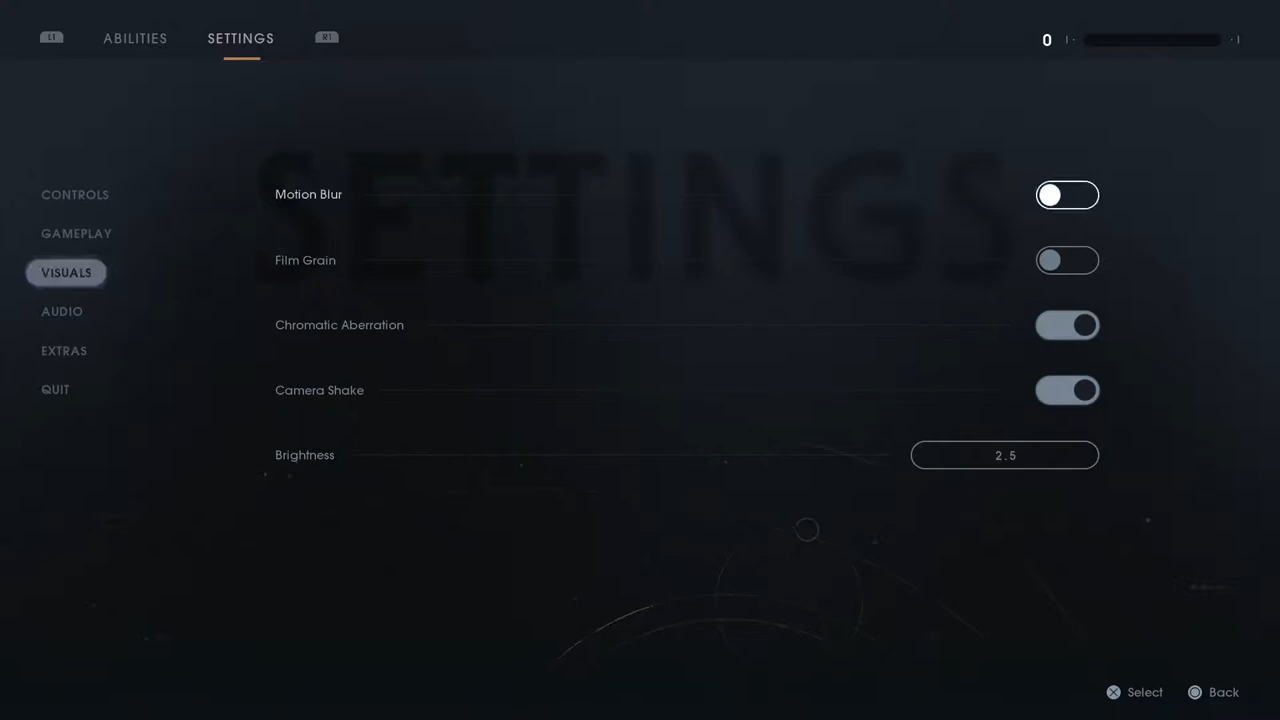 L1 ABILITIES SETTINGS R1 0
SETTINGS
CONTROLS
GAMEPLAY
VISUALS
AUDIO
EXTRAS
QUIT
Motion Blur
Film Grain
Chromatic Aberration
Camera Shake
Brightness 2.5
Select Back